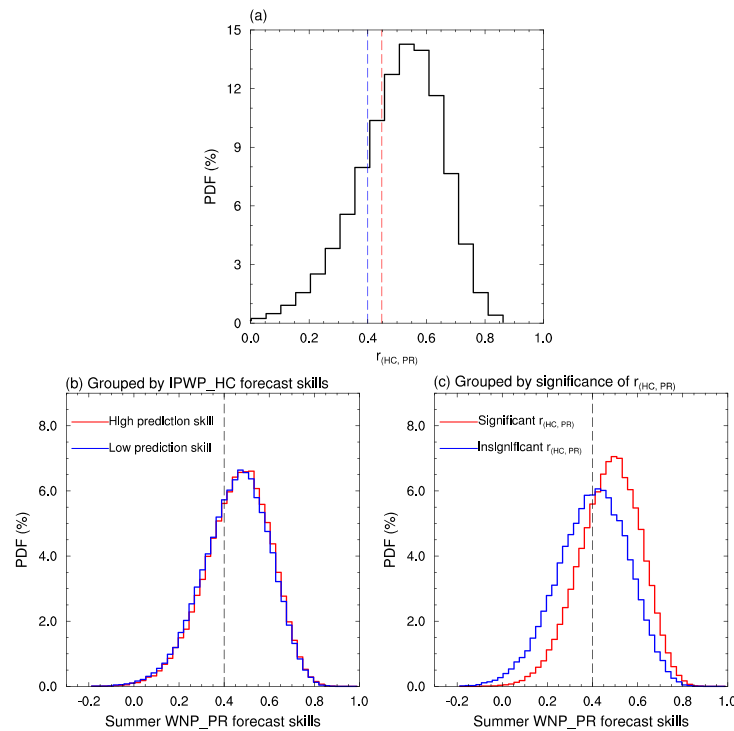 (a)
15
12
9
6
3
0
PDF (%)
0.0 0.2 0.4 0.6 0.8 1.0
r(HC, PR)
(b) Grouped by IPWP_HC forecast skills
High prediction skill
Low prediction skill
8.0
6.0
4.0
2.0
0.0
PDF (%)
-0.2 0.0 0.2 0.4 0.6 0.8 1.0
Summer WNP_PR forecast skills
(c) Grouped by significance of r(HC, PR)
Significant r(HC, PR)
Insignificant r(HC, PR)
8.0
6.0
4.0
2.0
0.0
PDF (%)
-0.2 0.0 0.2 0.4 0.6 0.8 1.0
Summer WNP_PR forecast skills